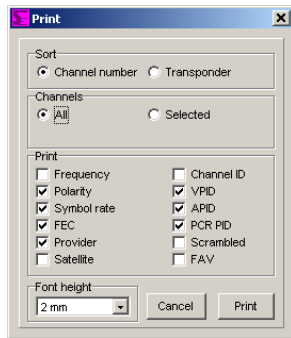 Print
Sort
Channel number Transponder
Channels
All Selected
Print
Frequency Channel ID
Polarity VPID
Symbol rate APID
FEC PCR PID
Provider Scrambled
Satellite FAV
Font height
2 mm Cancel Print